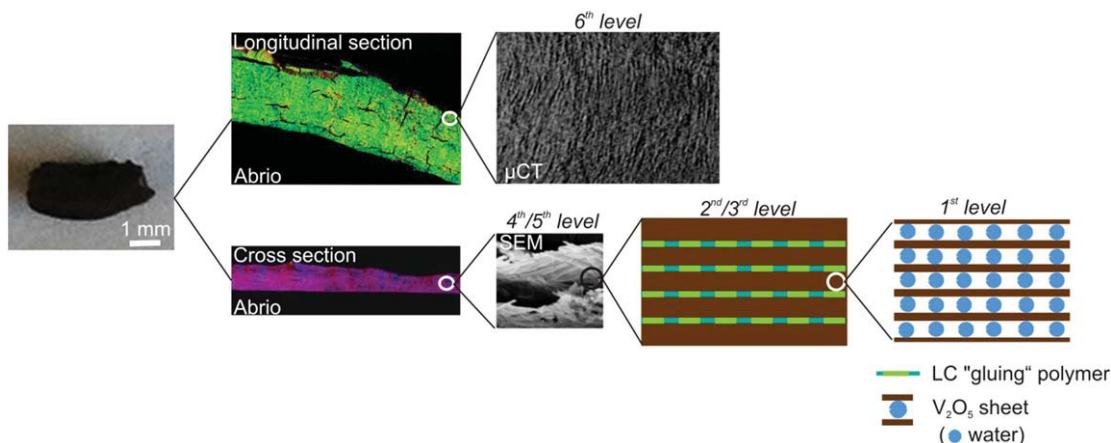 6th level
Longitudinal section
Abrio
µCT
1 mm
4th/5th level
2nd/3rd level
1st level
Cross section
SEM
Abrio
LC "gluing“ polymer
V2O5 sheet
( water)